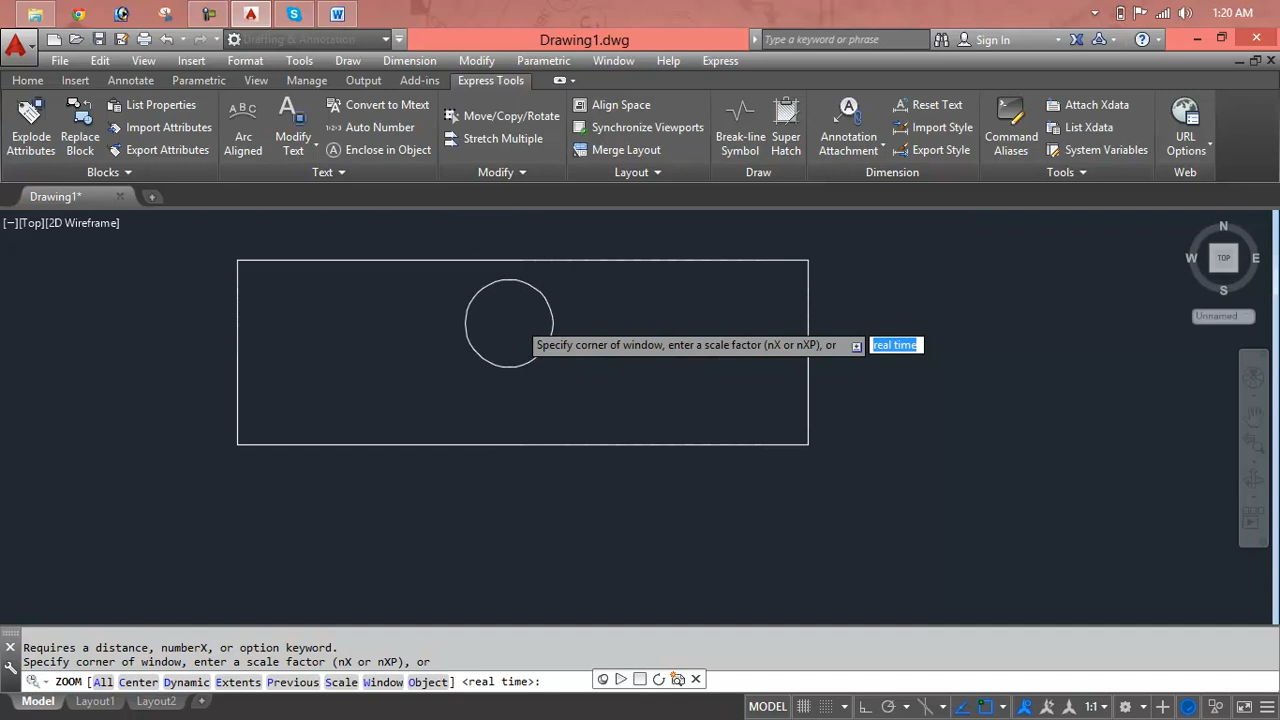 1:20 AM
Drafting & Annotation
Drawing1.dwg
Type a keyword or phrase
Sign In
File Edit View Insert Format Tools Draw Dimension Modify Parametric Window Help Express
Home Insert Annotate Parametric View Manage Output Add-ins Express Tools
Explode Attributes
Replace Block
List Properties
Import Attributes
Export Attributes
Blocks
ABC
Arc Aligned
Modify Text
Convert to Mtext
1-2-3 Auto Number
Enclose in Object
Text
Move/Copy/Rotate
Stretch Multiple
Modify
Align Space
Synchronize Viewports
Merge Layout
Layout
Break-line Symbol
Super Hatch
Draw
Annotation Attachment
Reset Text
Import Style
Export Style
Dimension
Command Aliases
Attach Xdata
List Xdata
System Variables
Tools
URL Options
Web
Drawing1*
[−][Top][2D Wireframe]
N
W TOP E
S
Unnamed
Specify corner of window, enter a scale factor (nX or nXP), or real time
Requires a distance, numberX, or option keyword.
Specify corner of window, enter a scale factor (nX or nXP), or
ZOOM [All Center Dynamic Extents Previous Scale Window Object] <real time>:
Model Layout1 Layout2 +
MODEL 1:1